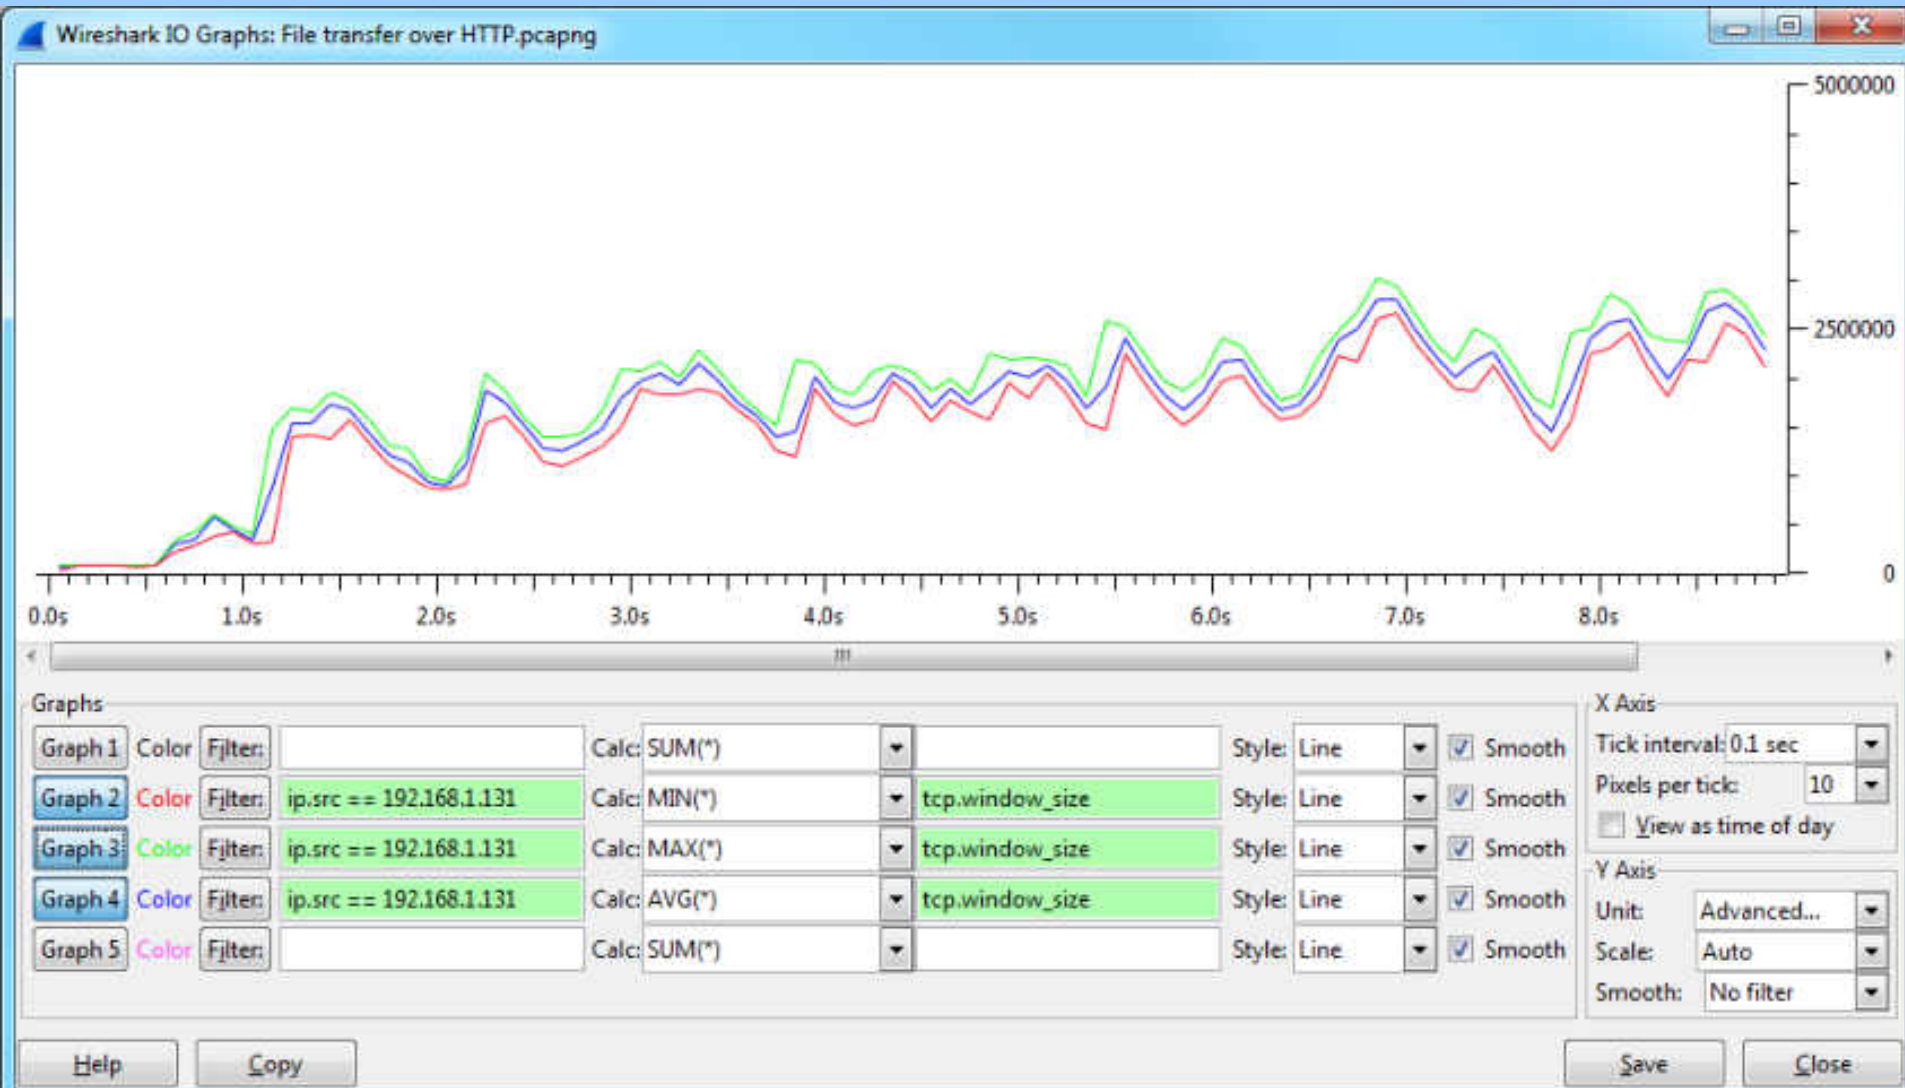 Wireshark IO Graphs: File transfer over HTTP.pcapng
5000000
2500000
0
0.0s 1.0s 2.0s 3.0s 4.0s 5.0s 6.0s 7.0s 8.0s
Graphs
Graph 1 Color Filter: Calc: SUM(*) Style: Line Smooth
Graph 2 Color Filter: ip.src == 192.168.1.131 Calc: MIN(*) tcp.window_size Style: Line Smooth
Graph 3 Color Filter: ip.src == 192.168.1.131 Calc: MAX(*) tcp.window_size Style: Line Smooth
Graph 4 Color Filter: ip.src == 192.168.1.131 Calc: AVG(*) tcp.window_size Style: Line Smooth
Graph 5 Color Filter: Calc: SUM(*) Style: Line Smooth
X Axis
Tick interval: 0.1 sec
Pixels per tick: 10
View as time of day
Y Axis
Unit: Advanced...
Scale: Auto
Smooth: No filter
Help Copy Save Close